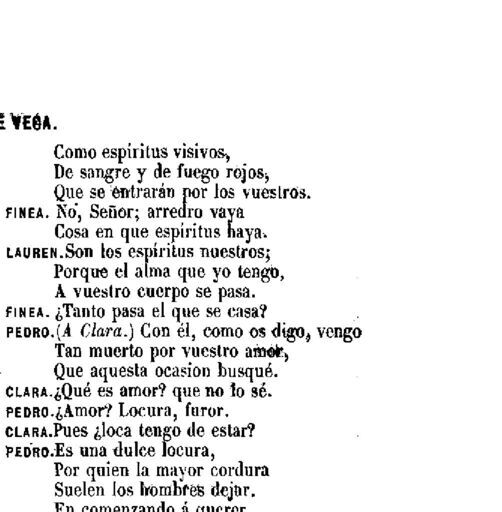 E VEGA.
Como espíritus visivos,
De sangre y de fuego rojos,
Que se entrarán por los vuestros.
FINEA. No, Señor; arredro vaya
Cosa en que espíritus haya.
LAUREN. Son los espíritus nuestros;
Porque el alma que yo tengo,
A vuestro cuerpo se pasa.
FINEA. ¿Tanto pasa el que se casa?
PEDRO. (A Clara.) Con él, como os digo, vengo
Tan muerto por vuestro amor,
Que aquesta ocasion busqué.
CLARA. ¿Qué es amor? que no lo sé.
PEDRO. ¿Amor? Locura, furor.
CLARA. Pues ¿loca tengo de estar?
PEDRO. Es una dulce locura,
Por quien la mayor cordura
Suelen los hombres dejar.
En comenzando á querer